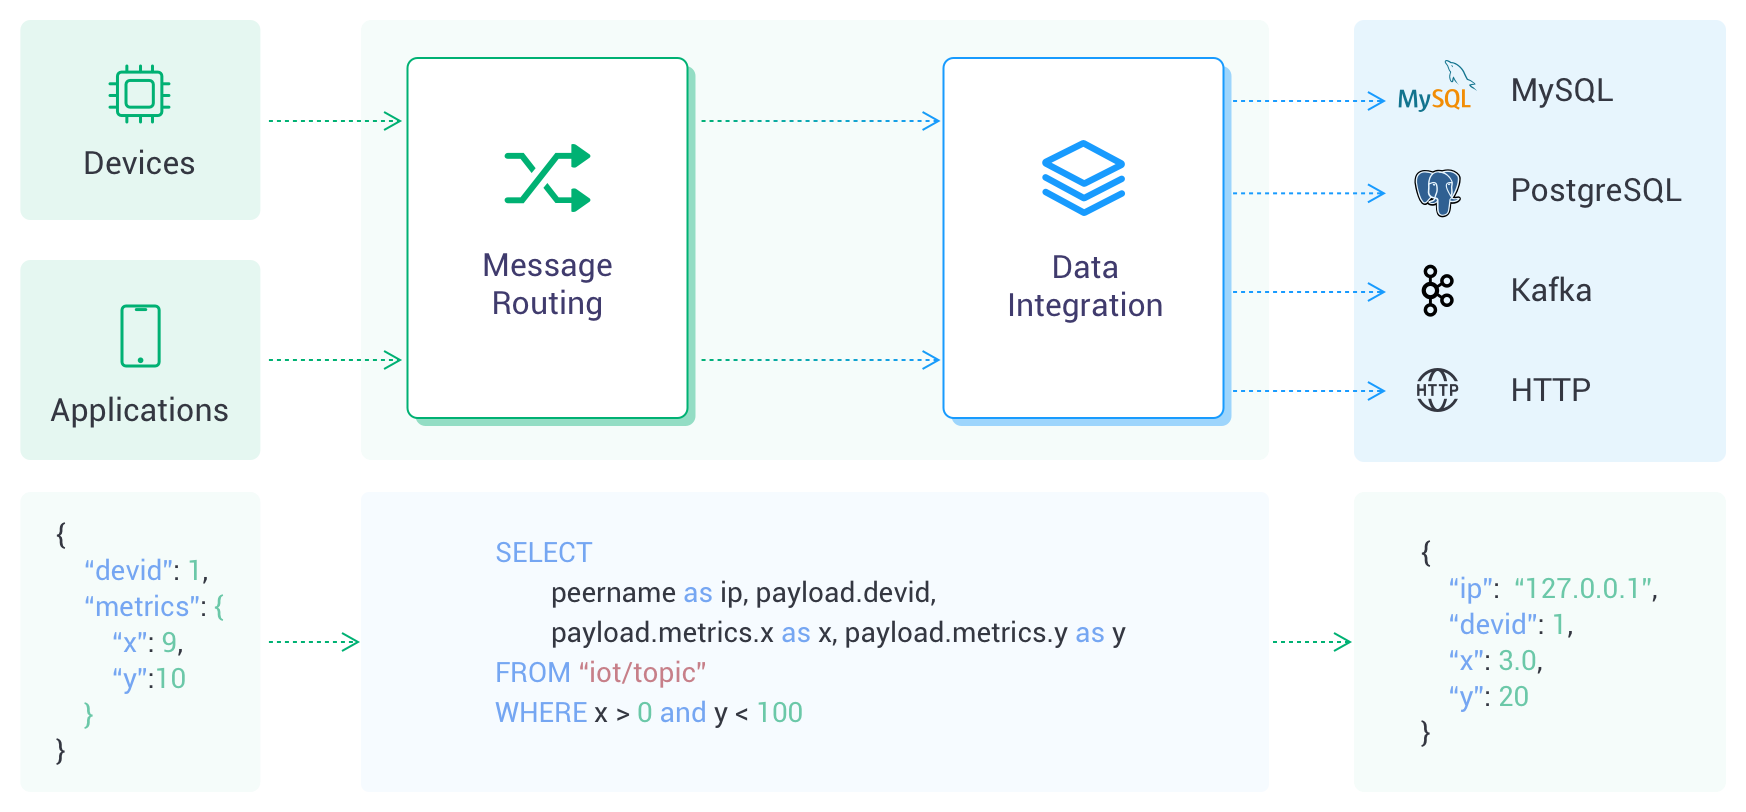 Devices
Applications
Message
Routing
Data
Integration
MySQL
MySQL
PostgreSQL
Kafka
HTTP
HTTP
{
“devid”: 1,
“metrics”: {
“x”: 9,
“y”:10
}
}
SELECT
peername as ip, payload.devid,
payload.metrics.x as x, payload.metrics.y as y
FROM “iot/topic”
WHERE x > 0 and y < 100
{
“ip”: “127.0.0.1”,
“devid”: 1,
“x”: 3.0,
“y”: 20
}